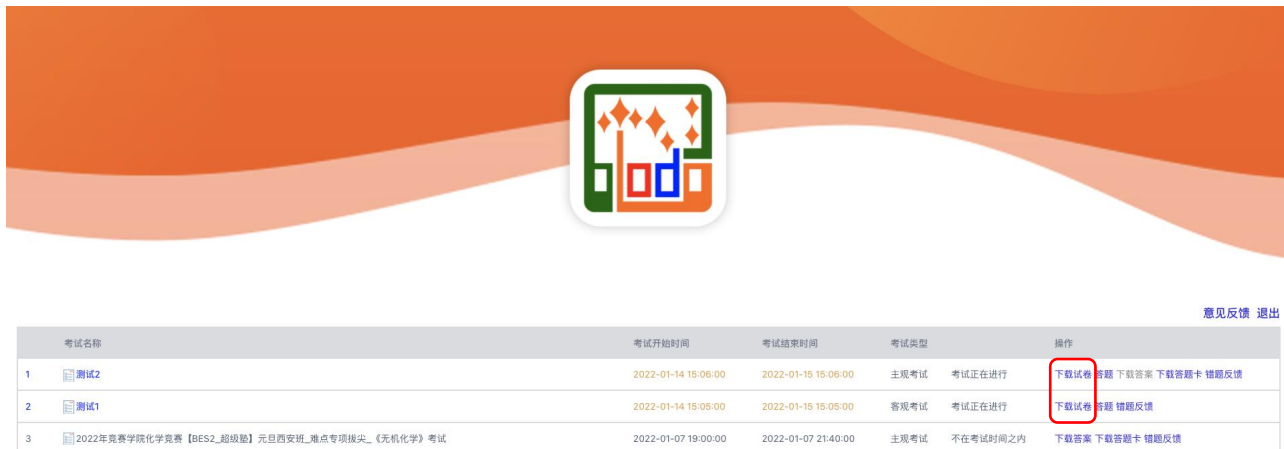 意见反馈 退出
考试名称 考试开始时间 考试结束时间 考试类型 操作
1 测试2 2022-01-14 15:06:00 2022-01-15 15:06:00 主观考试 考试正在进行 下载试卷 答题 下载答案 下载答题卡 错题反馈
2 测试1 2022-01-14 15:05:00 2022-01-15 15:05:00 客观考试 考试正在进行 下载试卷 答题 错题反馈
3 2022年竞赛学院化学竞赛【BES2_超级塾】元旦西安班_难点专项拔尖_《无机化学》考试 2022-01-07 19:00:00 2022-01-07 21:40:00 主观考试 不在考试时间之内 下载答案 下载答题卡 错题反馈